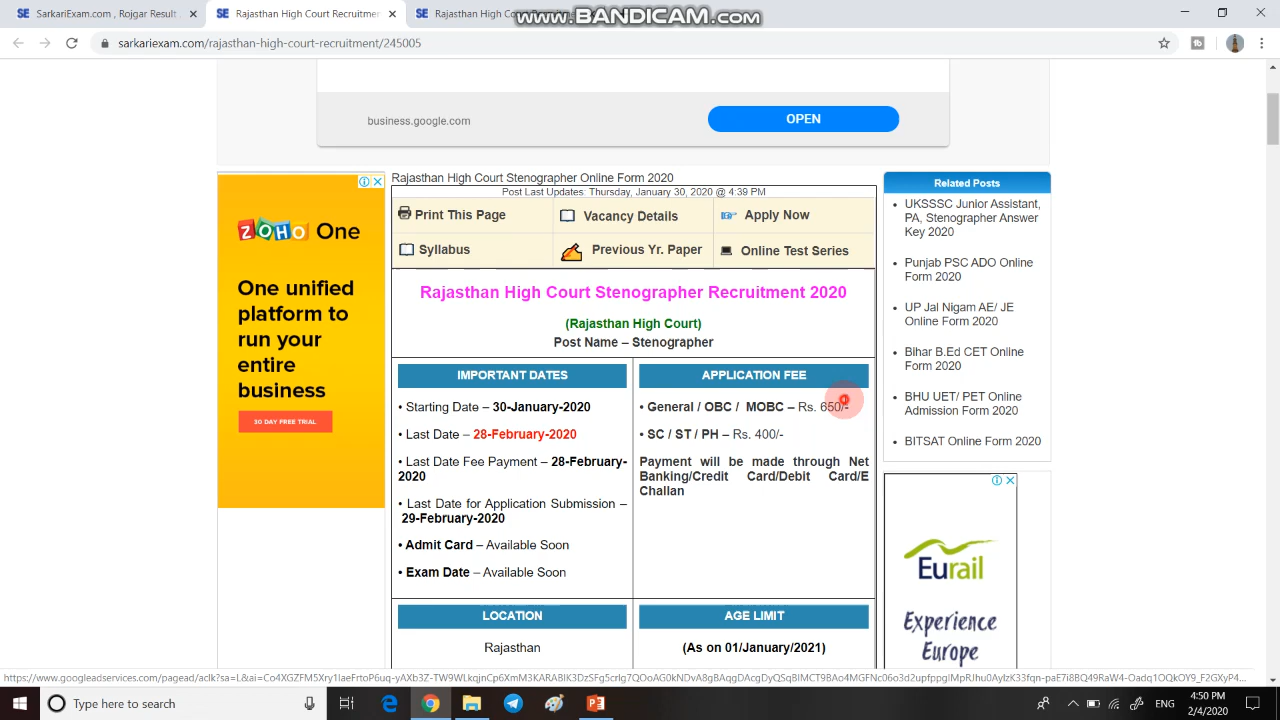 SarkariExam.com , Rojgar Result
Rajasthan High Court Recruitment
Rajasthan High Court
www.BANDICAM.com
sarkariexam.com/rajasthan-high-court-recruitment/245005
business.google.com
OPEN
Rajasthan High Court Stenographer Online Form 2020
Post Last Updates: Thursday, January 30, 2020 @ 4:39 PM
Print This Page
Vacancy Details
Apply Now
Syllabus
Previous Yr. Paper
Online Test Series
Rajasthan High Court Stenographer Recruitment 2020
(Rajasthan High Court)
Post Name – Stenographer
IMPORTANT DATES
• Starting Date – 30-January-2020
• Last Date – 28-February-2020
• Last Date Fee Payment – 28-February-
2020
• Last Date for Application Submission –
29-February-2020
• Admit Card – Available Soon
• Exam Date – Available Soon
APPLICATION FEE
• General / OBC / MOBC – Rs. 650/-
• SC / ST / PH – Rs. 400/-
Payment will be made through Net
Banking/Credit Card/Debit Card/E
Challan
LOCATION
Rajasthan
AGE LIMIT
(As on 01/January/2021)
ZOHO One
One unified
platform to
run your
entire
business
30 DAY FREE TRIAL
Related Posts
• UKSSSC Junior Assistant,
PA, Stenographer Answer
Key 2020
• Punjab PSC ADO Online
Form 2020
• UP Jal Nigam AE/ JE
Online Form 2020
• Bihar B.Ed CET Online
Form 2020
• BHU UET/ PET Online
Admission Form 2020
• BITSAT Online Form 2020
Eurail
Experience
Europe
Type here to search
ENG
4:50 PM
2/4/2020